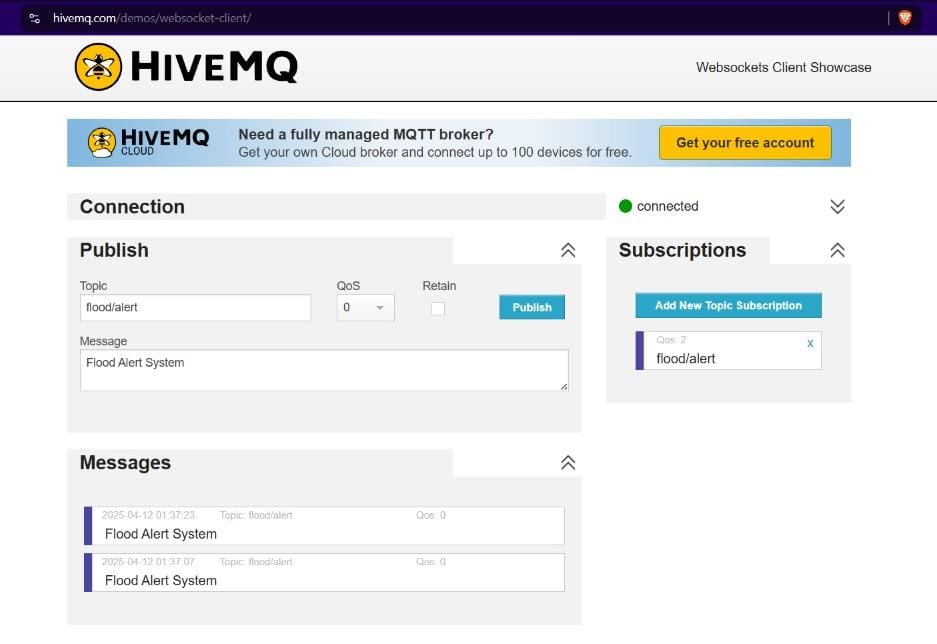 hivemq.com/demos/websocket-client/
HIVEMQ
Websockets Client Showcase
HIVEMQ
CLOUD
Need a fully managed MQTT broker?
Get your own Cloud broker and connect up to 100 devices for free.
Get your free account
Connection
connected
Publish
Topic
QoS
Retain
flood/alert
0
Publish
Message
Flood Alert System
Subscriptions
Add New Topic Subscription
Qos: 2
x
flood/alert
Messages
2025-04-12 01:37:23 Topic: flood/alert Qos: 0
Flood Alert System
2025-04-12 01:37:07 Topic: flood/alert Qos: 0
Flood Alert System